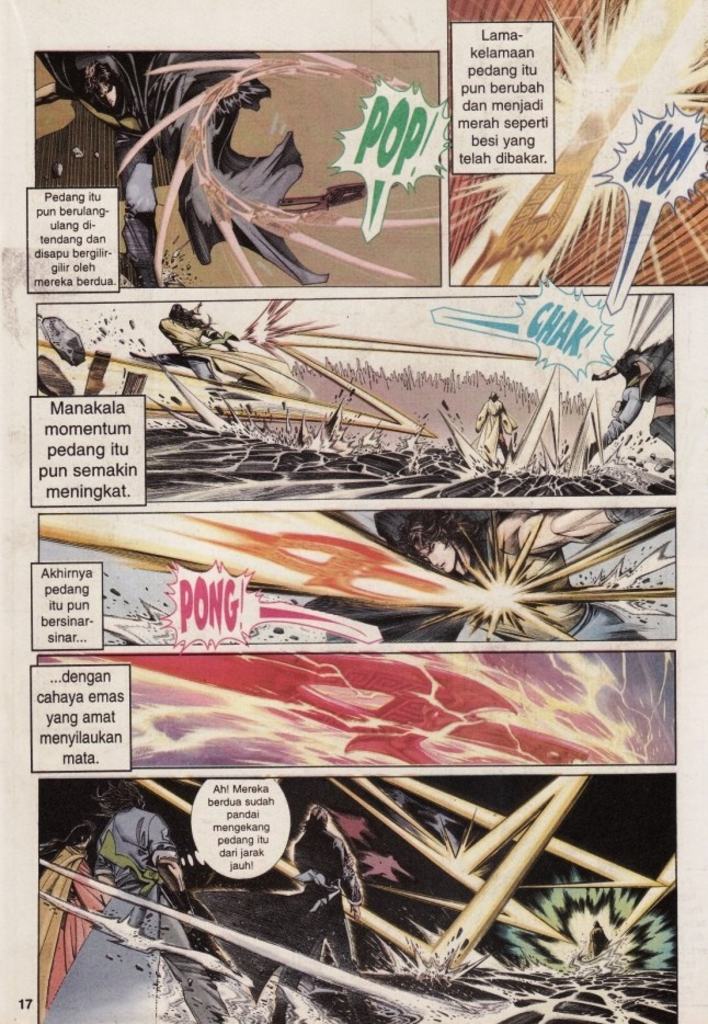 Pedang itu
pun berulang-
ulang di-
tendang dan
disapu bergilir-
gilir oleh
mereka berdua.
POP!
Lama-
kelamaan
pedang itu
pun berubah
dan menjadi
merah seperti
besi yang
telah dibakar.
SHOO!
CHAK!
Manakala
momentum
pedang itu
pun semakin
meningkat.
Akhirnya
pedang
itu pun
bersinar-
sinar...
PONG!
...dengan
cahaya emas
yang amat
menyilaukan
mata.
Ah! Mereka
berdua sudah
pandai
mengekang
pedang itu
dari jarak
jauh!
17